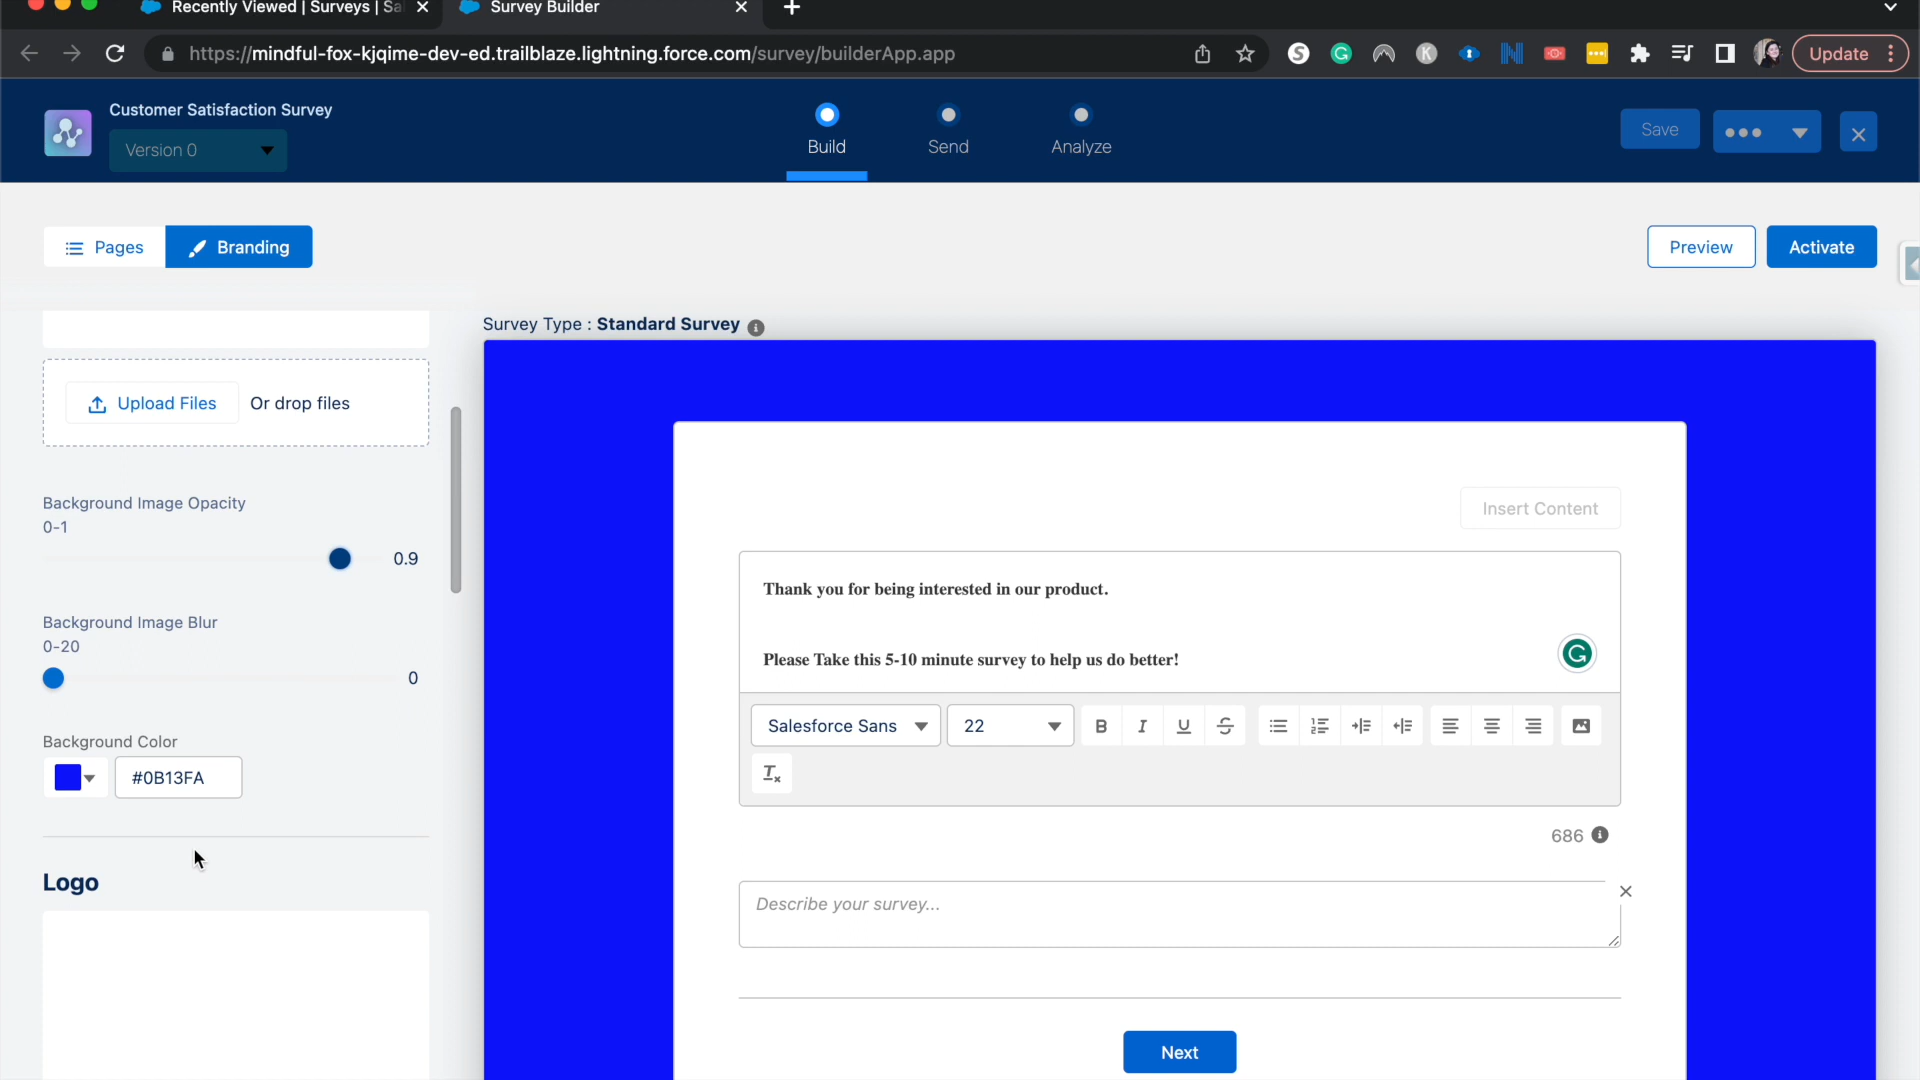 Recently Viewed | Surveys | Sa
Survey Builder
https://mindful-fox-kjqime-dev-ed.trailblaze.lightning.force.com/survey/builderApp.app
Update
Customer Satisfaction Survey
Version 0
Build
Send
Analyze
Save
Pages
Branding
Preview
Activate
Survey Type : Standard Survey
Upload Files
Or drop files
Background Image Opacity
0-1
0.9
Background Image Blur
0-20
0
Background Color
#0B13FA
Logo
Insert Content
Thank you for being interested in our product.
Please Take this 5-10 minute survey to help us do better!
Salesforce Sans
22
686
Describe your survey...
Next